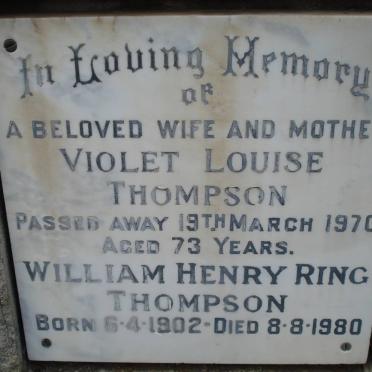 In Loving Memory
of
A BELOVED WIFE AND MOTHE
VIOLET LOUISE
THOMPSON
PASSED AWAY 19TH MARCH 1970
AGED 73 YEARS.
WILLIAM HENRY RING
THOMPSON
BORN 6-4-1902-DIED 8-8-1980